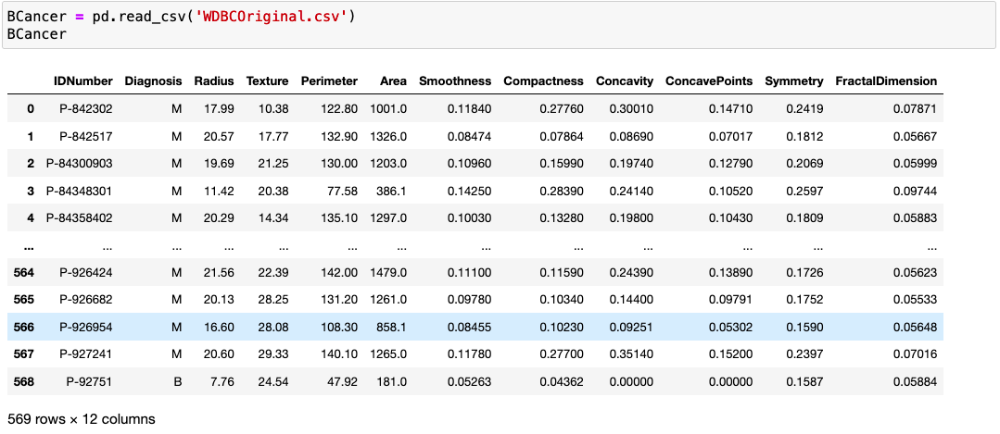 BCancer = pd.read_csv('WDBCOriginal.csv')
BCancer
IDNumber Diagnosis Radius Texture Perimeter Area Smoothness Compactness Concavity ConcavePoints Symmetry FractalDimension
0 P-842302 M 17.99 10.38 122.80 1001.0 0.11840 0.27760 0.30010 0.14710 0.2419 0.07871
1 P-842517 M 20.57 17.77 132.90 1326.0 0.08474 0.07864 0.08690 0.07017 0.1812 0.05667
2 P-84300903 M 19.69 21.25 130.00 1203.0 0.10960 0.15990 0.19740 0.12790 0.2069 0.05999
3 P-84348301 M 11.42 20.38 77.58 386.1 0.14250 0.28390 0.24140 0.10520 0.2597 0.09744
4 P-84358402 M 20.29 14.34 135.10 1297.0 0.10030 0.13280 0.19800 0.10430 0.1809 0.05883
... ... ... ... ... ... ... ... ... ... ... ... ...
564 P-926424 M 21.56 22.39 142.00 1479.0 0.11100 0.11590 0.24390 0.13890 0.1726 0.05623
565 P-926682 M 20.13 28.25 131.20 1261.0 0.09780 0.10340 0.14400 0.09791 0.1752 0.05533
566 P-926954 M 16.60 28.08 108.30 858.1 0.08455 0.10230 0.09251 0.05302 0.1590 0.05648
567 P-927241 M 20.60 29.33 140.10 1265.0 0.11780 0.27700 0.35140 0.15200 0.2397 0.07016
568 P-92751 B 7.76 24.54 47.92 181.0 0.05263 0.04362 0.00000 0.00000 0.1587 0.05884
569 rows × 12 columns